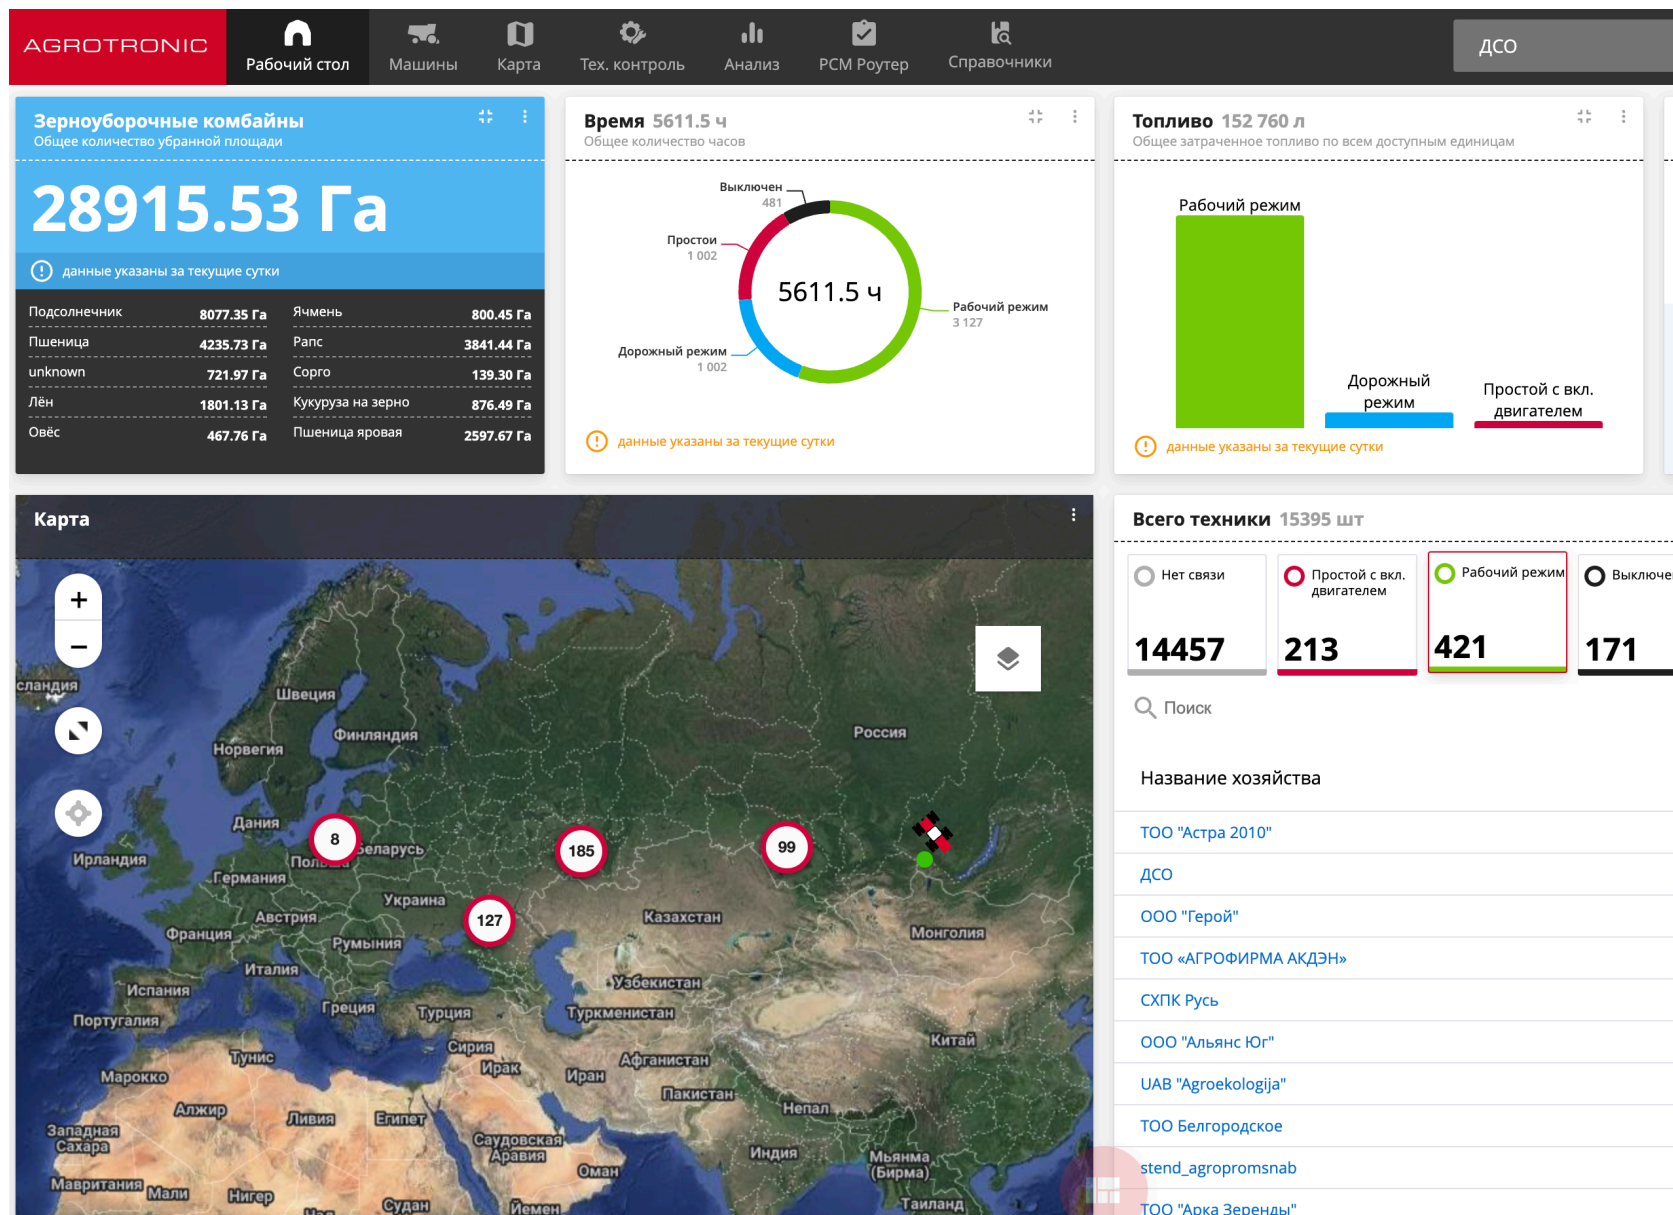 AGROTRONIC
Рабочий стол
Машины
Карта
Тех. контроль
Анализ
РСМ Роутер
Справочники
ДСО
Зерноуборочные комбайны
Общее количество убранной площади
28915.53 Га
данные указаны за текущие сутки
Подсолнечник 8077.35 Га
Пшеница 4235.73 Га
unknown 721.97 Га
Лён 1801.13 Га
Овёс 467.76 Га
Ячмень 800.45 Га
Рапс 3841.44 Га
Сорго 139.30 Га
Кукуруза на зерно 876.49 Га
Пшеница яровая 2597.67 Га
Время 5611.5 ч
Общее количество часов
Выключен
481
Простои
1 002
5611.5 ч
Рабочий режим
3 127
Дорожный режим
1 002
данные указаны за текущие сутки
Топливо 152 760 л
Общее затраченное топливо по всем доступным единицам
Рабочий режим
Дорожный
режим
Простой с вкл.
двигателем
данные указаны за текущие сутки
Карта
+
−
сландия
Швеция
Финляндия
Норвегия
Россия
Дания
Ирландия
8
Беларусь
185
99
Германия
Украина
127
Австрия
Казахстан
Франция
Румыния
Монголия
Италия
Испания
Узбекистан
Греция
Турция
Туркменистан
Португалия
Сирия
Китай
Тунис
Ирак
Афганистан
Марокко
Иран
Пакистан
Непал
Алжир
Ливия
Египет
Западная
Сахара
Саудовская
Аравия
Индия
Мьянма
(Бирма)
Оман
Мавритания
Мали
Нигер
Судан
Йемен
Таиланд
Всего техники 15395 шт
Нет связи
14457
Простой с вкл.
двигателем
213
Рабочий режим
421
Выключе
171
Поиск
Название хозяйства
ТОО "Астра 2010"
ДСО
ООО "Герой"
ТОО «АГРОФИРМА АКДЭН»
СХПК Русь
ООО "Альянс Юг"
UAB "Agroekologija"
ТОО Белгородское
stend_agropromsnab
ТОО "Арка Зеренды"